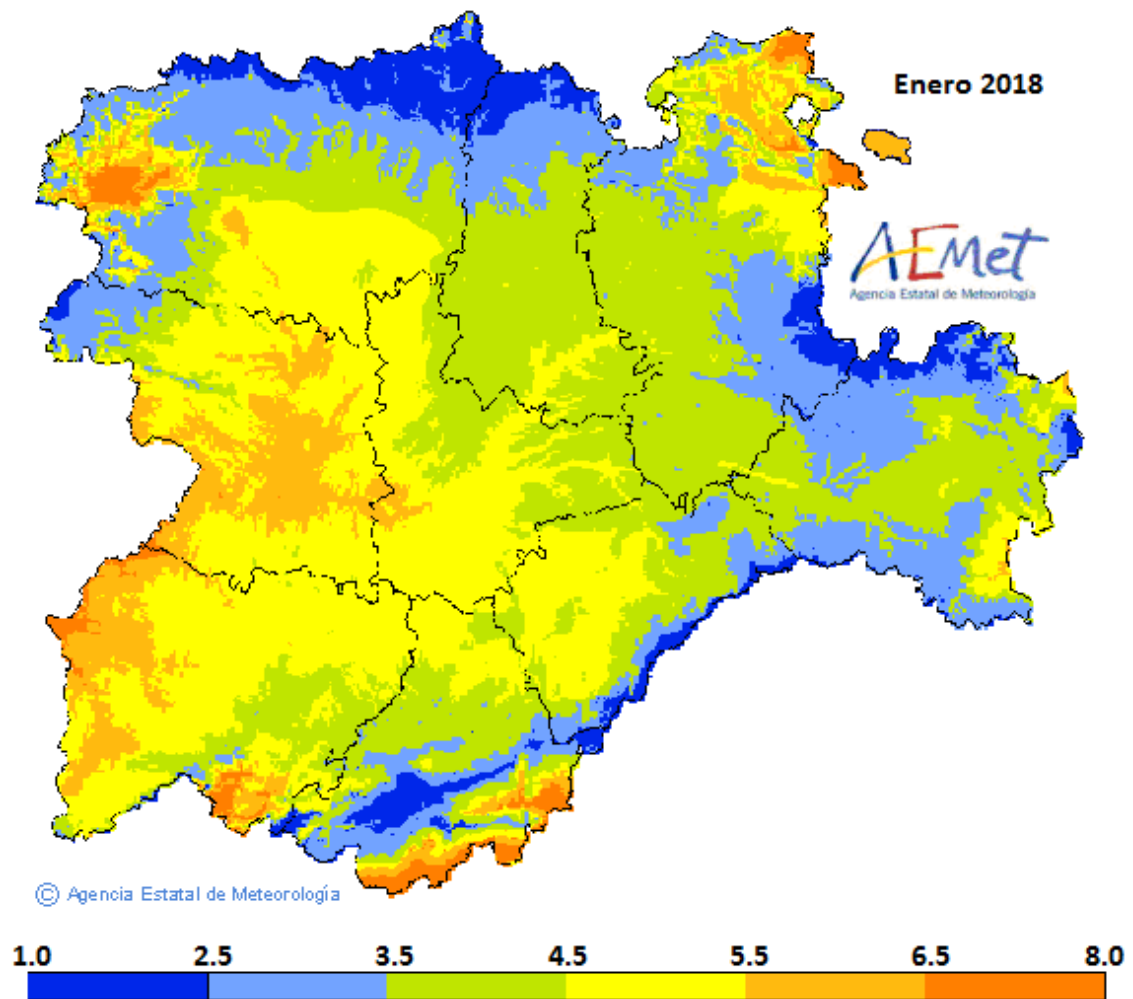 Enero 2018
AEMet
Agencia Estatal de Meteorología
© Agencia Estatal de Meteorología
1.0 2.5 3.5 4.5 5.5 6.5 8.0